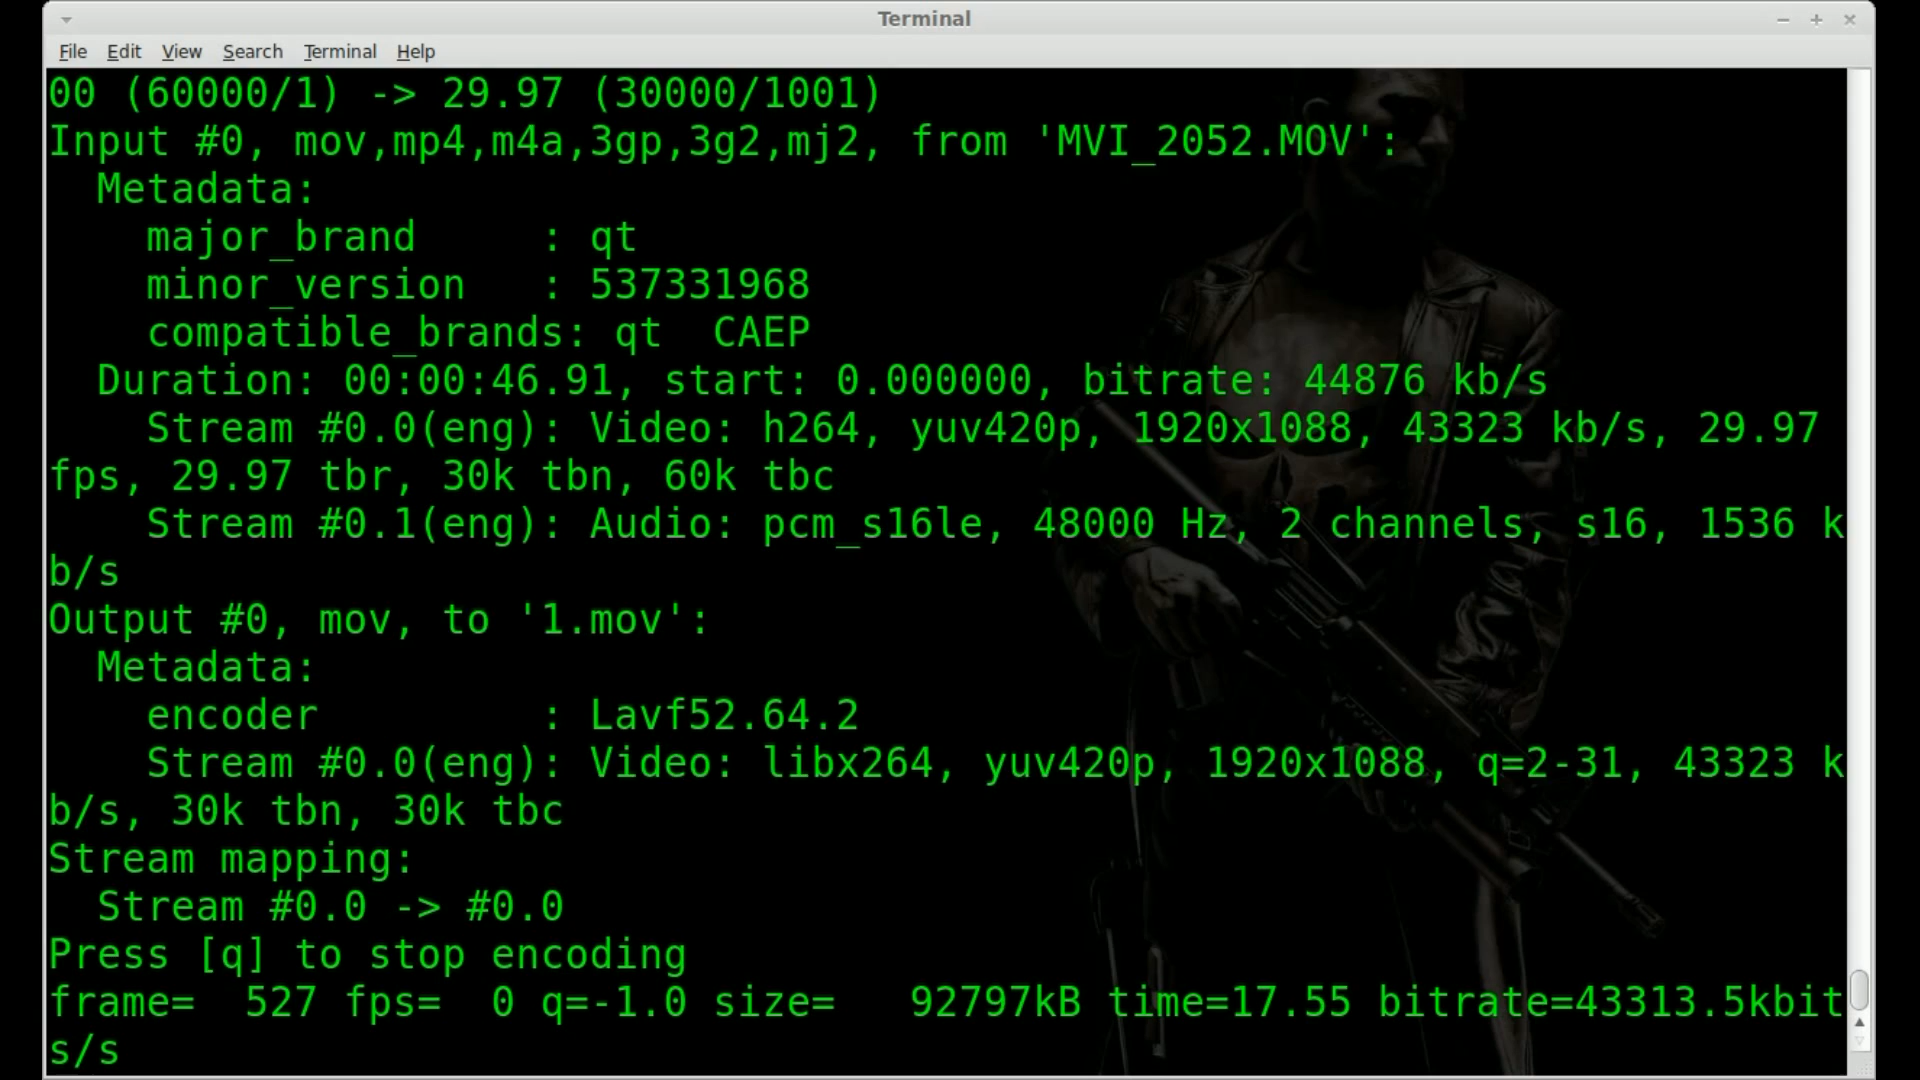 Terminal
File Edit View Search Terminal Help
00 (60000/1) -> 29.97 (30000/1001)
Input #0, mov,mp4,m4a,3gp,3g2,mj2, from 'MVI_2052.MOV':
  Metadata:
    major_brand     : qt
    minor_version   : 537331968
    compatible_brands: qt  CAEP
  Duration: 00:00:46.91, start: 0.000000, bitrate: 44876 kb/s
    Stream #0.0(eng): Video: h264, yuv420p, 1920x1088, 43323 kb/s, 29.97
fps, 29.97 tbr, 30k tbn, 60k tbc
    Stream #0.1(eng): Audio: pcm_s16le, 48000 Hz, 2 channels, s16, 1536 k
b/s
Output #0, mov, to '1.mov':
  Metadata:
    encoder         : Lavf52.64.2
    Stream #0.0(eng): Video: libx264, yuv420p, 1920x1088, q=2-31, 43323 k
b/s, 30k tbn, 30k tbc
Stream mapping:
  Stream #0.0 -> #0.0
Press [q] to stop encoding
frame=  527 fps=  0 q=-1.0 size=   92797kB time=17.55 bitrate=43313.5kbit
s/s